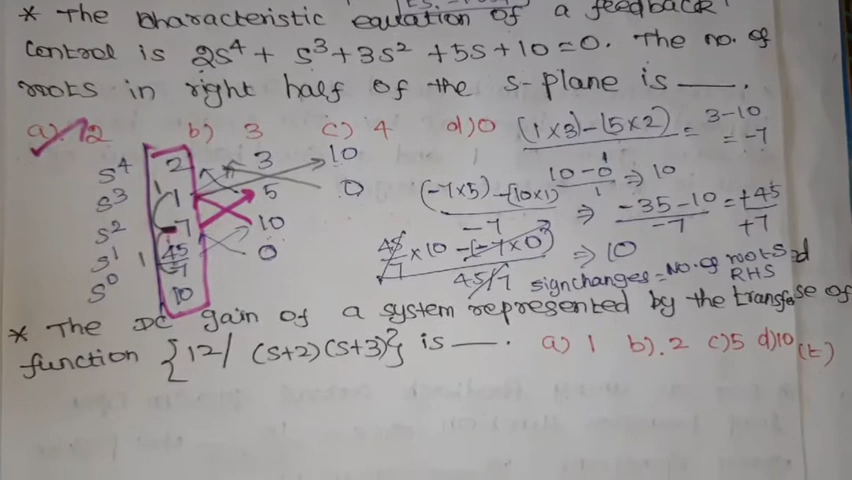 * The characteristic equation of a feedback
control is 2s⁴ + s³ + 3s² + 5s + 10 = 0. The no. of
roots in right half of the s-plane is ___.
a) 2 b) 3 c) 4 d) 0
(1×3)-(5×2) = 3-10 = -7
s⁴ 2 3 10
s³ 1 5 0
s² -7 10
s¹ 45/7 0
s⁰ 10
10-0/1 ⇒ 10
(-7×5)-(10×1)/-7 ⇒ -35-10/-7 = +45/+7
45/7 ×10 -(-7×0)/45/7 ⇒ 10
sign changes = No. of roots
RHS
* The DC gain of a system represented by the transfe of
function {12/ (s+2)(s+3)} is ___. a) 1 b). 2 c) 5 d) 10